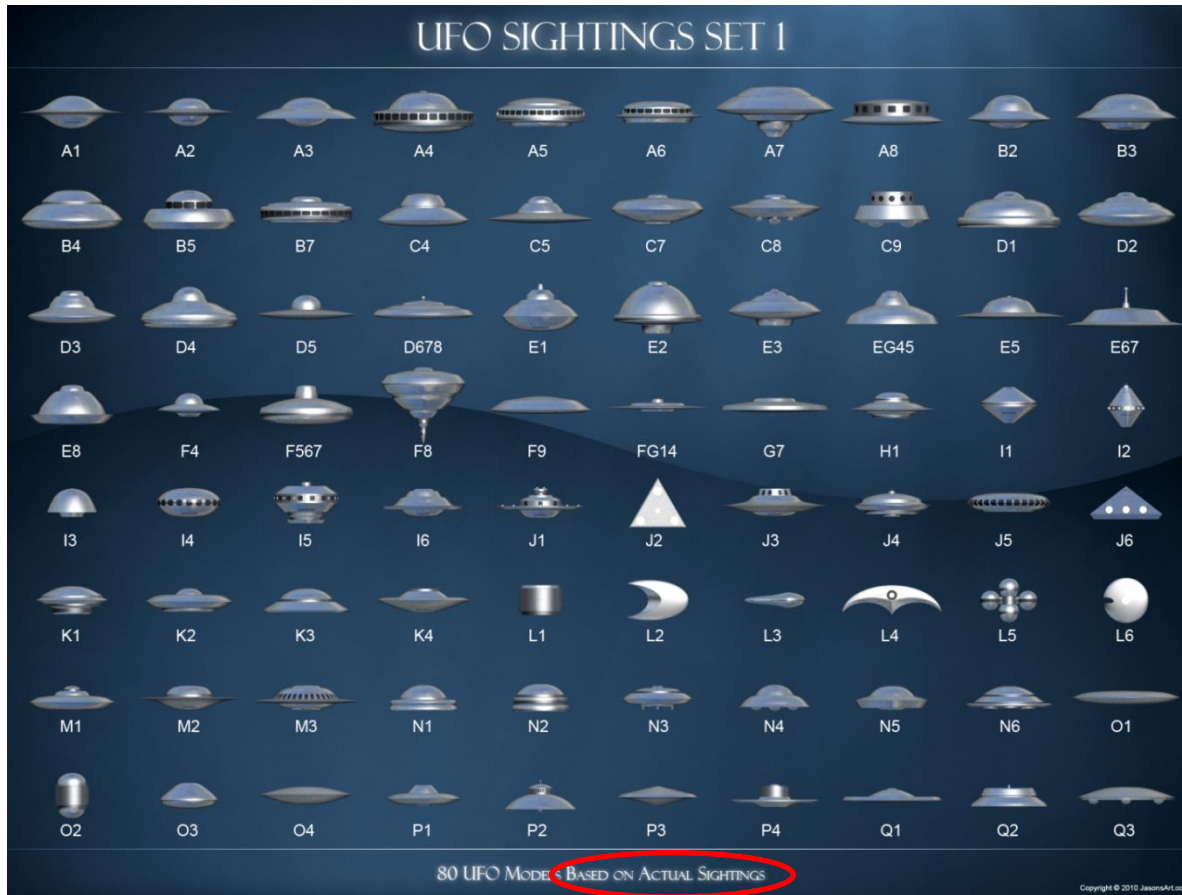 UFO SIGHTINGS SET 1
A1 A2 A3 A4 A5 A6 A7 A8 B2 B3
B4 B5 B7 C4 C5 C7 C8 C9 D1 D2
D3 D4 D5 D678 E1 E2 E3 EG45 E5 E67
E8 F4 F567 F8 F9 FG14 G7 H1 I1 I2
I3 I4 I5 I6 J1 J2 J3 J4 J5 J6
K1 K2 K3 K4 L1 L2 L3 L4 L5 L6
M1 M2 M3 N1 N2 N3 N4 N5 N6 O1
O2 O3 O4 P1 P2 P3 P4 Q1 Q2 Q3
80 UFO MODELS BASED ON ACTUAL SIGHTINGS
Copyright © 2010 JasonsArt.co